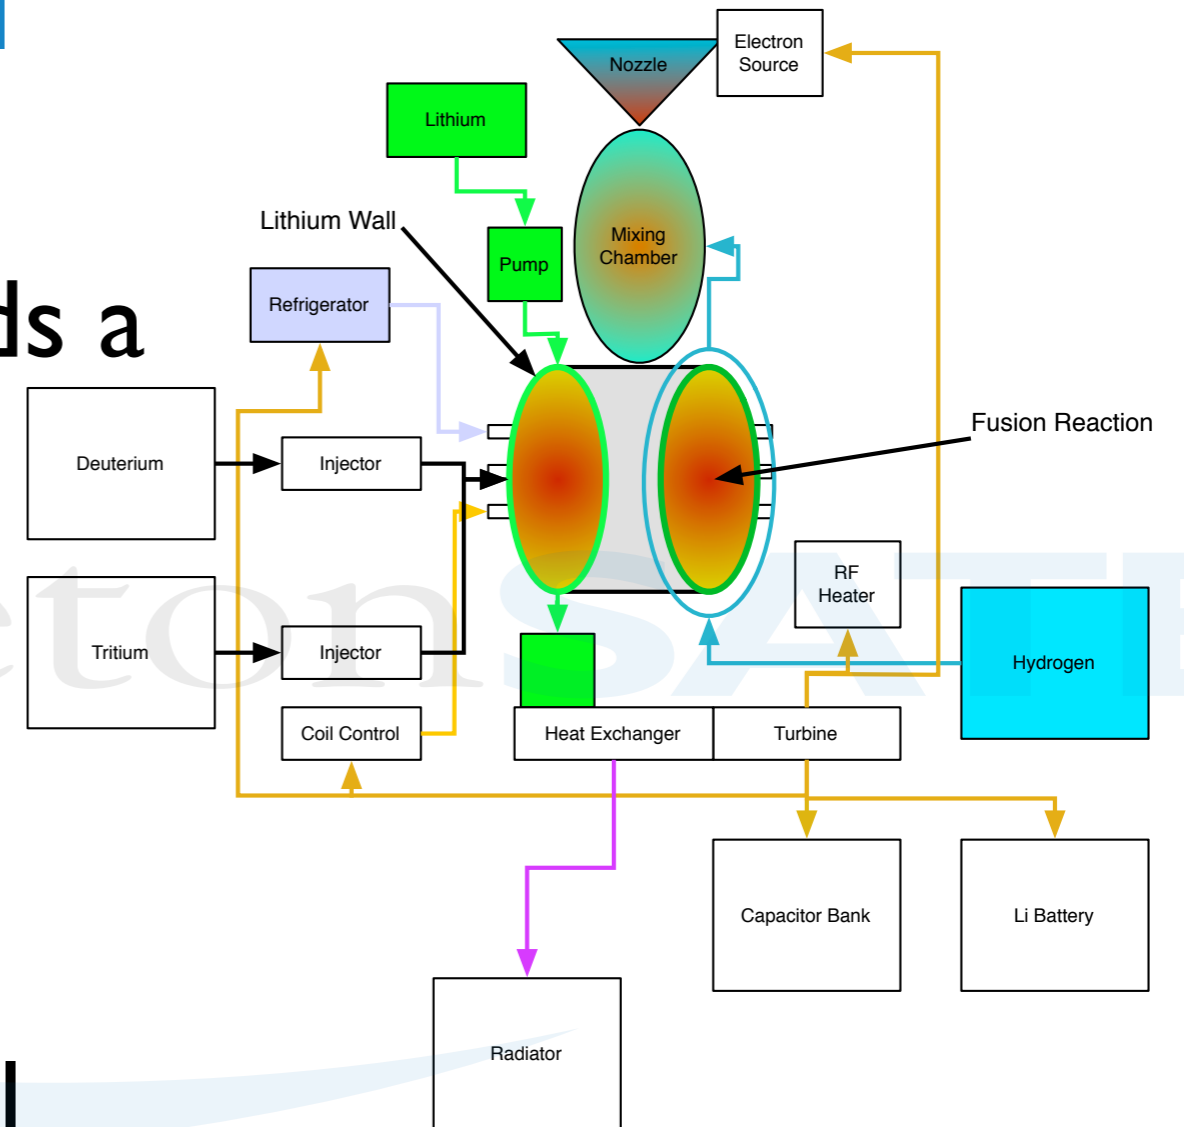 Electron
Source
Nozzle
Lithium
Lithium Wall
Mixing
Chamber
Pump
Refrigerator
ds a
Fusion Reaction
Deuterium
Injector
RF
Heater
Tritium
Injector
Hydrogen
etonSATE
Coil Control
Heat Exchanger
Turbine
Capacitor Bank
Li Battery
Radiator